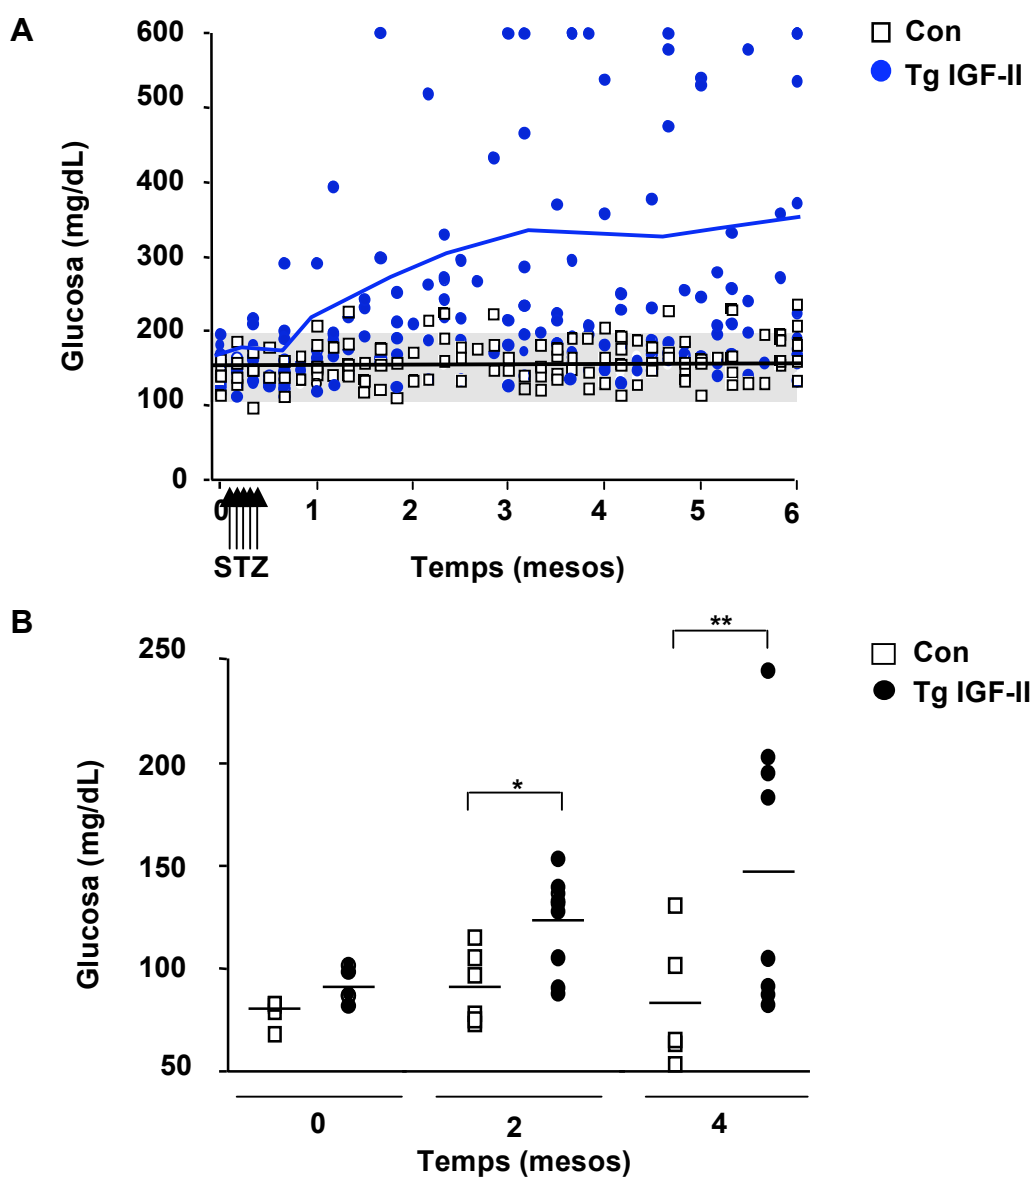 A
Con
Tg IGF-II
Glucosa (mg/dL)
600
500
400
300
200
100
0
0 1 2 3 4 5 6
STZ
Temps (mesos)
B
Con
Tg IGF-II
Glucosa (mg/dL)
250
200
150
100
50
*
**
0 2 4
Temps (mesos)